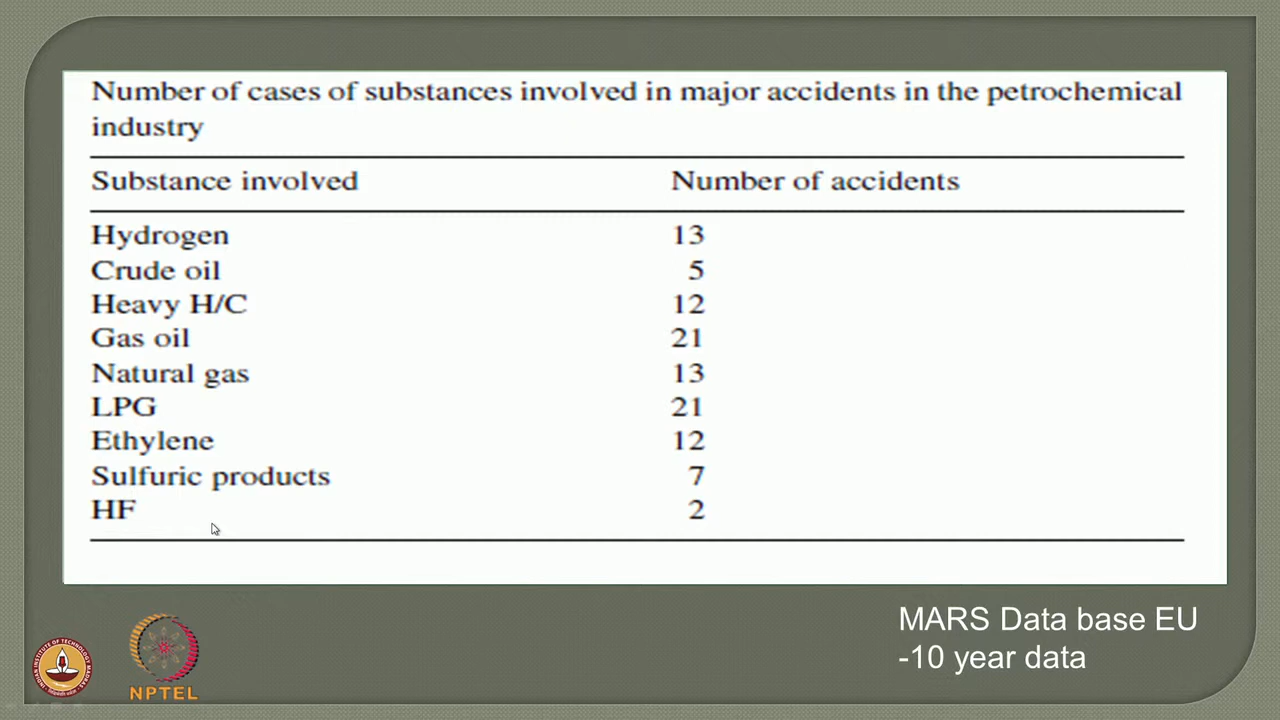 Number of cases of substances involved in major accidents in the petrochemical
industry
Substance involved Number of accidents
Hydrogen 13
Crude oil 5
Heavy H/C 12
Gas oil 21
Natural gas 13
LPG 21
Ethylene 12
Sulfuric products 7
HF 2
MARS Data base EU
-10 year data
NPTEL